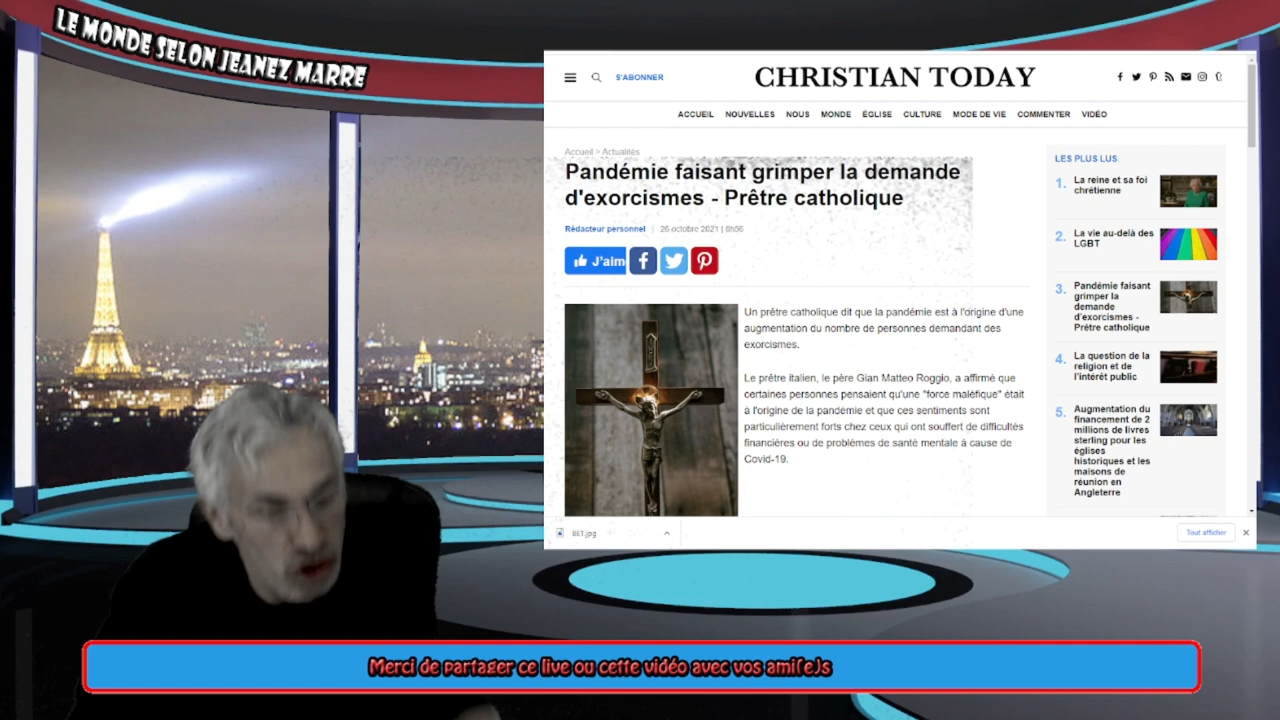 LE MONDE SELON JEANEZ MARRE
S'ABONNER
CHRISTIAN TODAY
ACCUEIL NOUVELLES NOUS MONDE ÉGLISE CULTURE MODE DE VIE COMMENTER VIDÉO
Accueil > Actualités
Pandémie faisant grimper la demande
d'exorcismes - Prêtre catholique
Rédacteur personnel | 26 octobre 2021 |
J'aim
Un prêtre catholique dit que la pandémie est à l'origine d'une
augmentation du nombre de personnes demandant des
exorcismes.
Le prêtre italien, le père Gian Matteo Roggio, a affirmé que
certaines personnes pensaient qu'une "force maléfique" était
à l'origine de la pandémie et que ces sentiments sont
particulièrement forts chez ceux qui ont souffert de difficultés
financières ou de problèmes de santé mentale à cause de
Covid-19.
LES PLUS LUS
1. La reine et sa foi
chrétienne
2. La vie au-delà des
LGBT
3. Pandémie faisant
grimper la
demande
d'exorcismes -
Prêtre catholique
4. La question de la
religion et de
l'intérêt public
5. Augmentation du
financement de 2
millions de livres
sterling pour les
églises
historiques et les
maisons de
réunion en
Angleterre
BET.jpg
Tout afficher
Merci de partager ce live ou cette vidéo avec vos ami(e)s